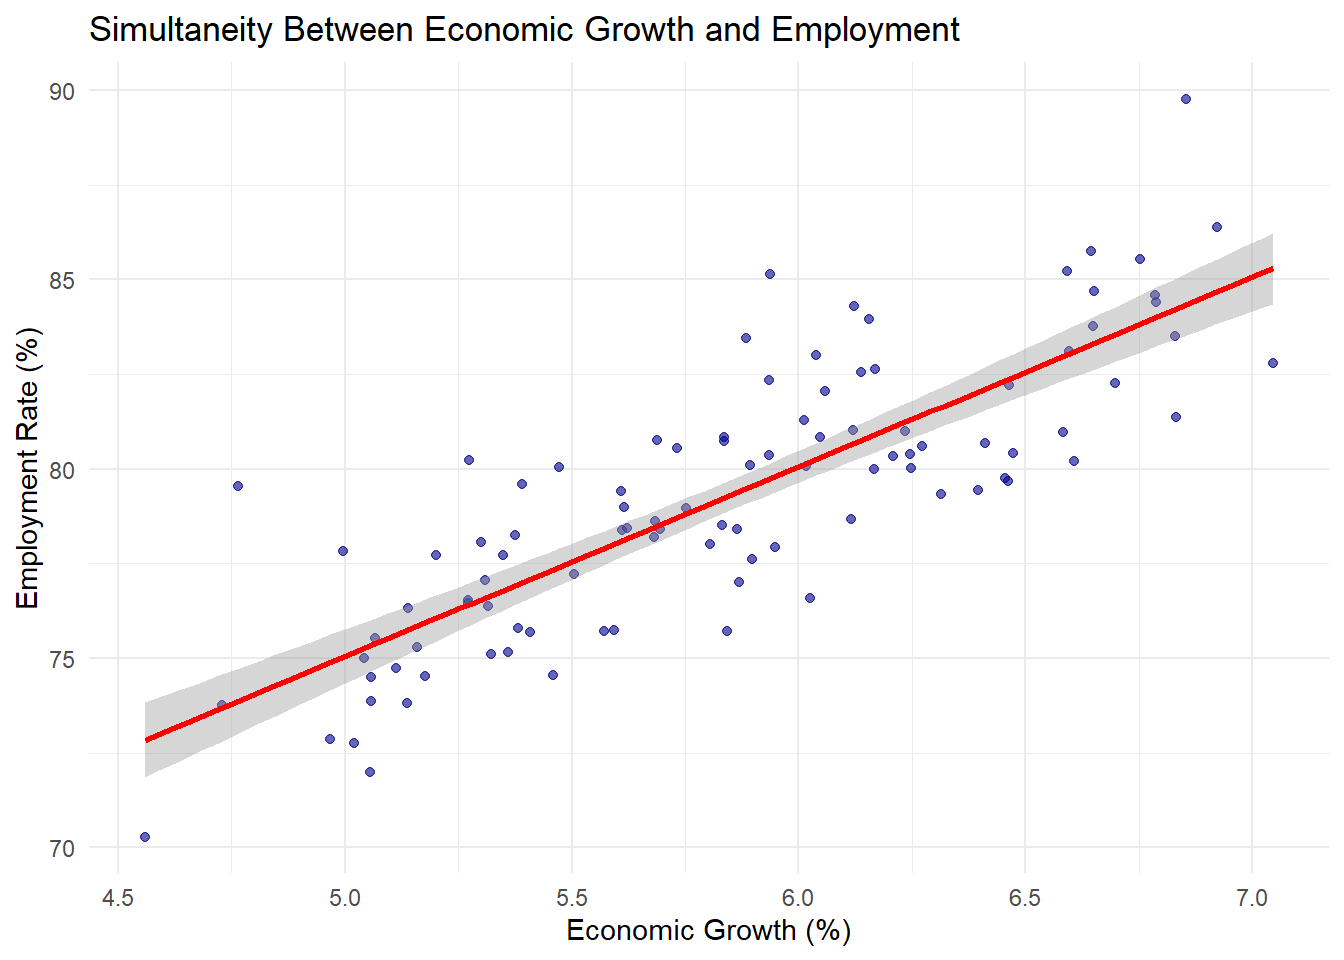 Simultaneity Between Economic Growth and Employment
90
85
80
75
70
Employment Rate (%)
4.5 5.0 5.5 6.0 6.5 7.0
Economic Growth (%)